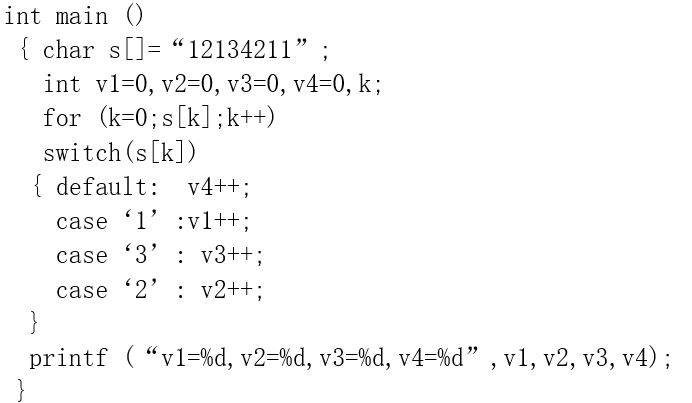 int main ()
{ char s[]= “12134211” ;
int v1=0, v2=0, v3=0, v4=0, k;
for (k=0;s[k];k++)
switch(s[k])
{ default: v4++;
case ‘1’ :v1++;
case ‘3’ : v3++;
case ‘2’ : v2++;
}
printf ( “v1=%d, v2=%d, v3=%d, v4=%d” , v1, v2, v3, v4);
}